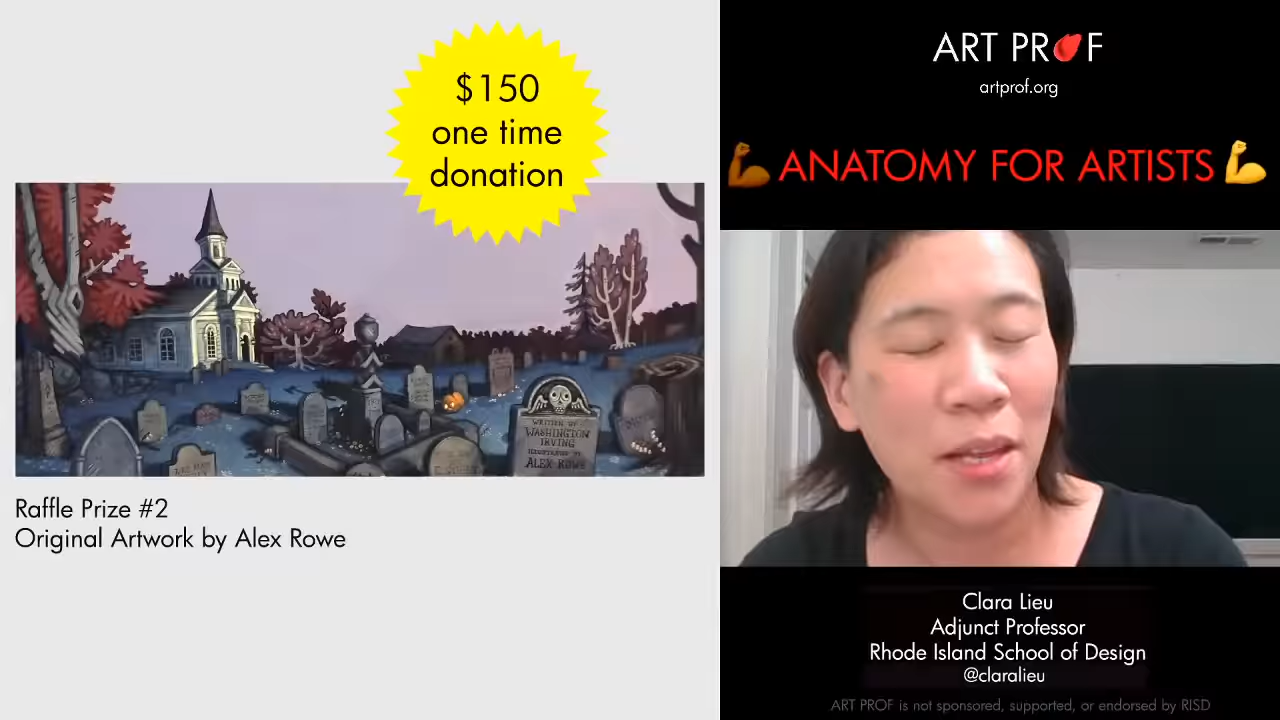 $150
one time
donation
WRITTEN BY
WASHINGTON
IRVING
ILLUSTRATED BY
ALEX ROWE
Raffle Prize #2
Original Artwork by Alex Rowe
ART PROF
artprof.org
💪 ANATOMY FOR ARTISTS 💪
Clara Lieu
Adjunct Professor
Rhode Island School of Design
@claralieu
ART PROF is not sponsored, supported, or endorsed by RISD